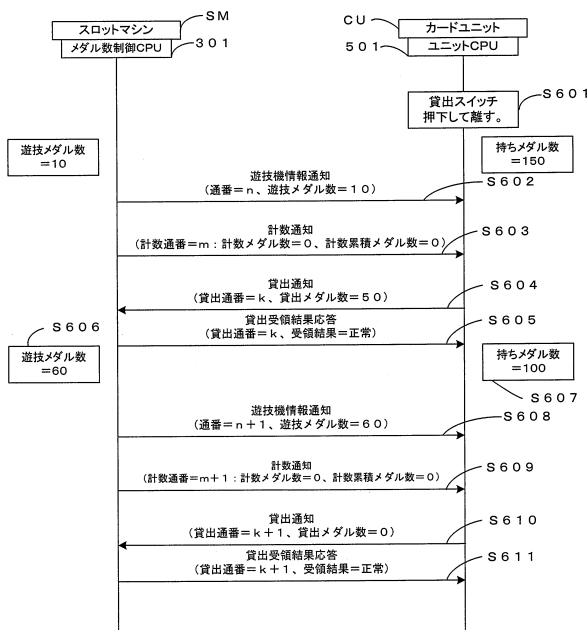 スロットマシン
SM
メダル数制御CPU
301
CU
カードユニット
501
ユニットCPU
貸出スイッチ
押下して離す。
S601
遊技メダル数
=10
持ちメダル数
=150
遊技機情報通知
(通番=n、遊技メダル数=10)
S602
計数通知
(計数通番=m:計数メダル数=0、計数累積メダル数=0)
S603
貸出通知
(貸出通番=k、貸出メダル数=50)
S604
貸出受領結果応答
(貸出通番=k、受領結果=正常)
S605
S606
遊技メダル数
=60
持ちメダル数
=100
S607
遊技機情報通知
(通番=n+1、遊技メダル数=60)
S608
計数通知
(計数通番=m+1:計数メダル数=0、計数累積メダル数=0)
S609
貸出通知
(貸出通番=k+1、貸出メダル数=0)
S610
貸出受領結果応答
(貸出通番=k+1、受領結果=正常)
S611